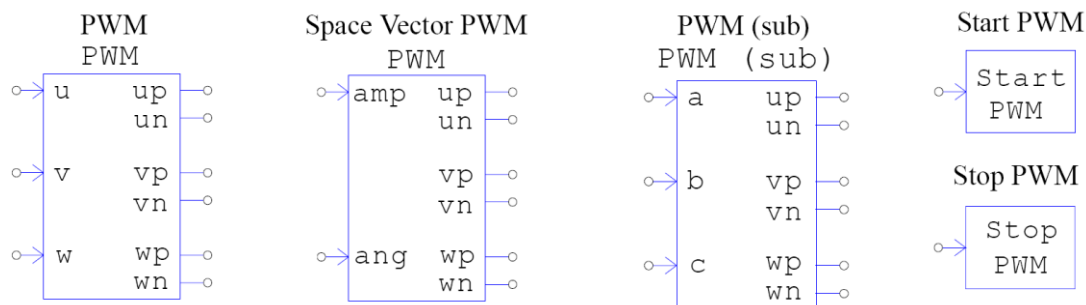 PWM
PWM
u up
un
v vp
vn
w wp
wn
Space Vector PWM
PWM
amp up
un
vp
vn
ang wp
wn
PWM (sub)
PWM (sub)
a up
un
b vp
vn
c wp
wn
Start PWM
Start
PWM
Stop PWM
Stop
PWM